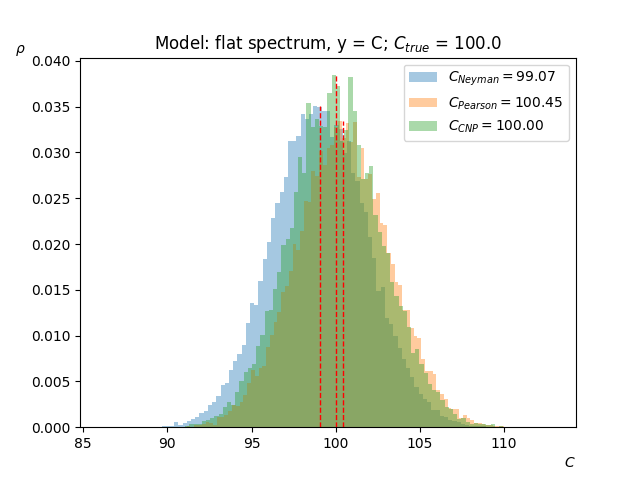 Model: flat spectrum, y = C; C_true = 100.0
ρ
0.040
0.035
0.030
0.025
0.020
0.015
0.010
0.005
0.000
C_Neyman = 99.07
C_Pearson = 100.45
C_CNP = 100.00
85 90 95 100 105 110
C